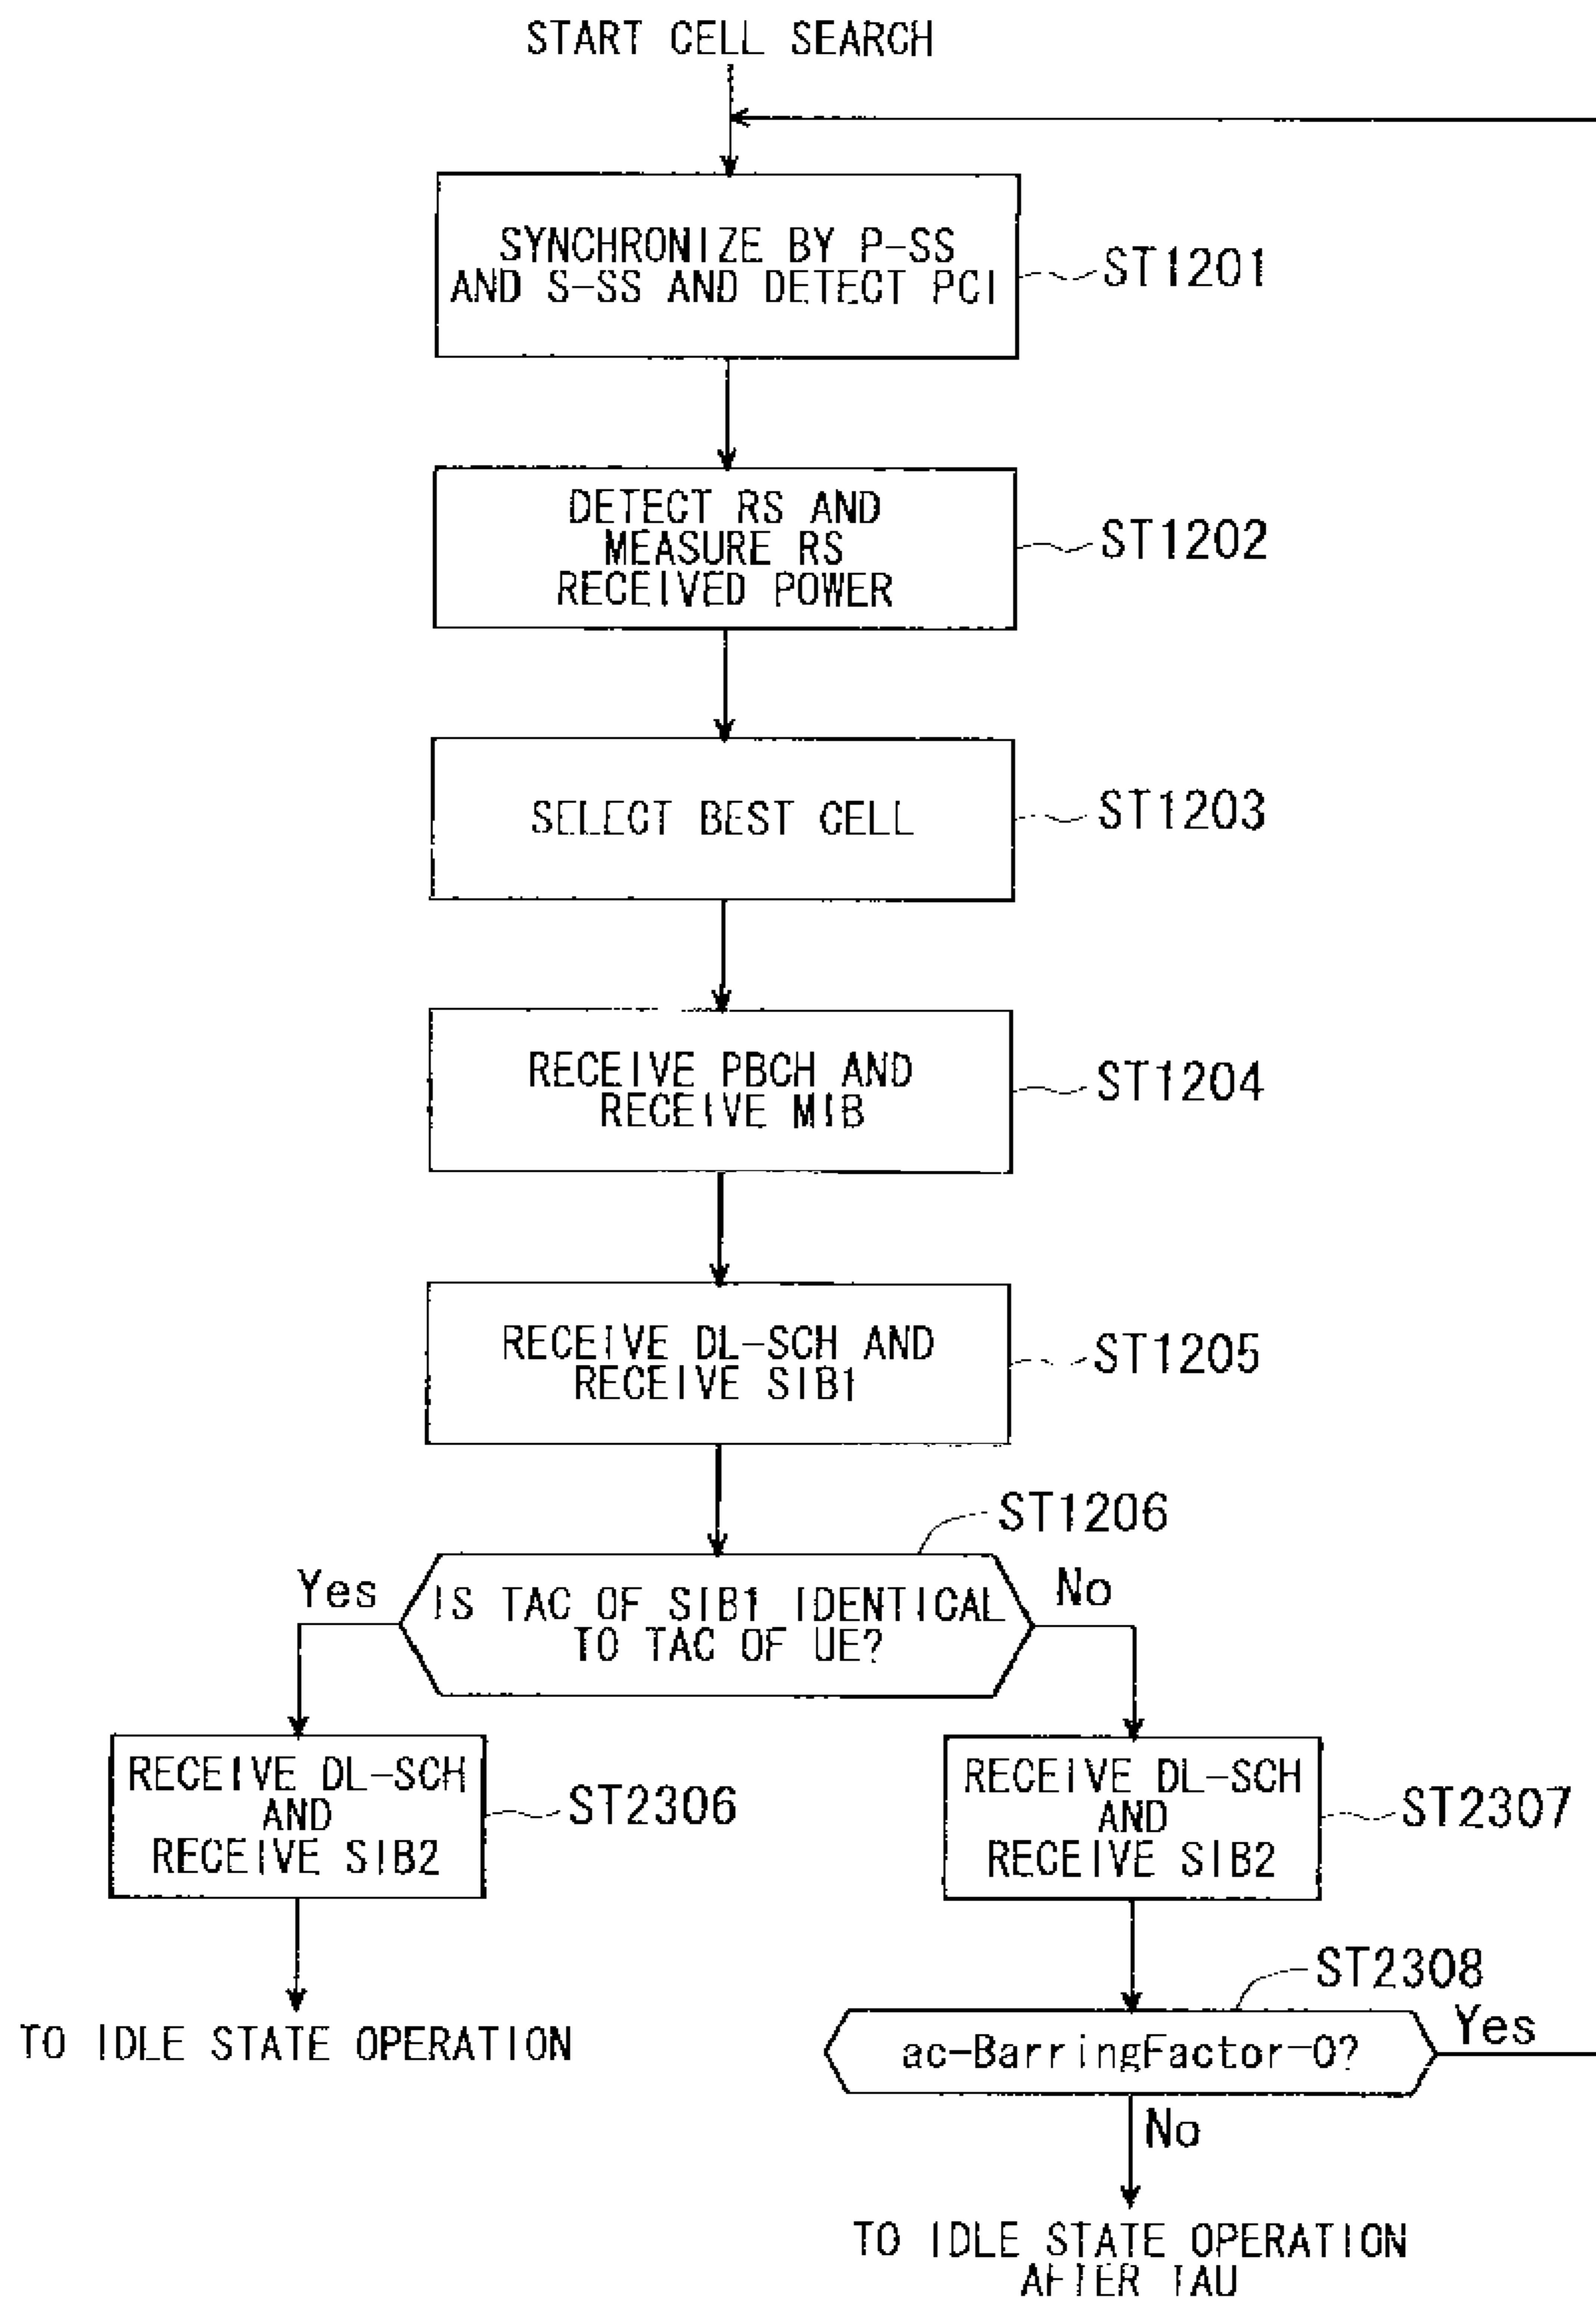 START CELL SEARCH
SYNCHRONIZE BY P-SS
AND S-SS AND DETECT PCI
ST1201
DETECT RS AND
MEASURE RS
RECEIVED POWER
ST1202
SELECT BEST CELL
ST1203
RECEIVE PBCH AND
RECEIVE MIB
ST1204
RECEIVE DL-SCH AND
RECEIVE SIB1
ST1205
ST1206
Yes
IS TAC OF SIB1 IDENTICAL
TO TAC OF UE?
No
RECEIVE DL-SCH
AND
RECEIVE SIB2
ST2306
RECEIVE DL-SCH
AND
RECEIVE SIB2
ST2307
TO IDLE STATE OPERATION
ST2308
ac-BarringFactor=0?
Yes
No
TO IDLE STATE OPERATION
AFTER TAU